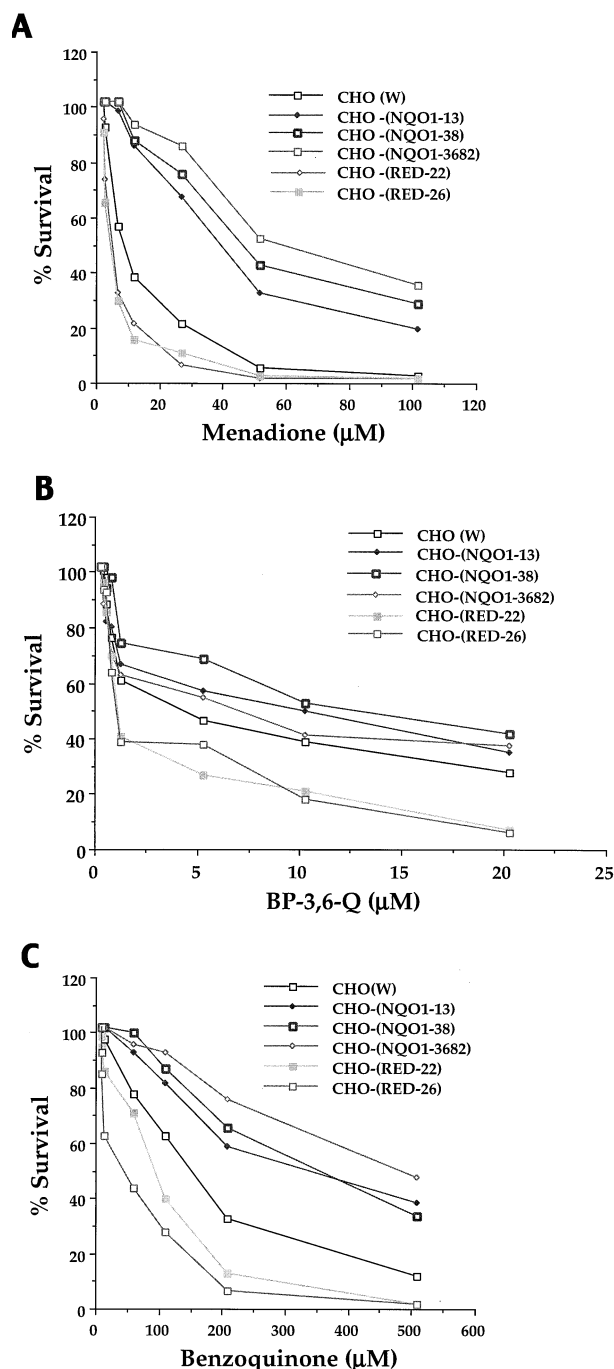 A
120
100
80
60
40
20
0
% Survival
CHO (W)
CHO -(NQO1-13)
CHO -(NQO1-38)
CHO -(NQO1-3682)
CHO -(RED-22)
CHO -(RED-26)
0 20 40 60 80 100 120
Menadione (µM)
B
120
100
80
60
40
20
0
% Survival
CHO (W)
CHO-(NQO1-13)
CHO-(NQO1-38)
CHO-(NQO1-3682)
CHO-(RED-22)
CHO-(RED-26)
0 5 10 15 20 25
BP-3,6-Q (µM)
C
120
100
80
60
40
20
0
% Survival
CHO(W)
CHO-(NQO1-13)
CHO-(NQO1-38)
CHO-(NQO1-3682)
CHO-(RED-22)
CHO-(RED-26)
0 100 200 300 400 500 600
Benzoquinone (µM)